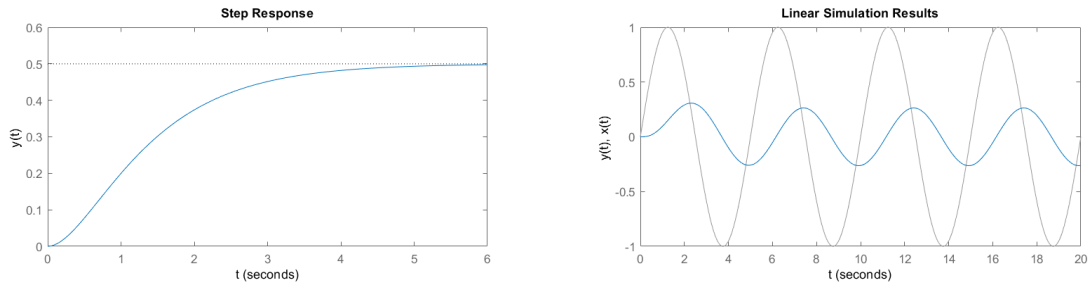 Step Response
0.6
0.5
0.4
0.3
0.2
0.1
0
y(t)
0 1 2 3 4 5 6
t (seconds)
Linear Simulation Results
1
0.5
0
-0.5
-1
y(t), x(t)
0 2 4 6 8 10 12 14 16 18 20
t (seconds)